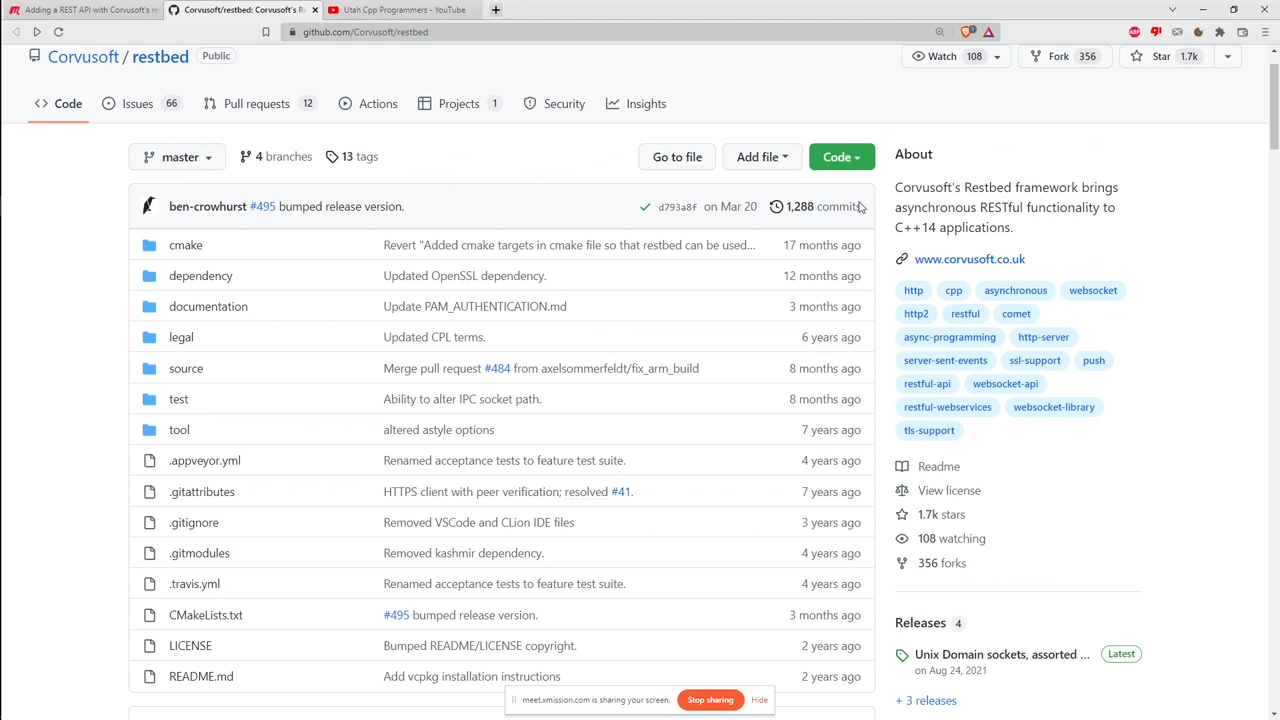 Adding a REST API with Corvusoft's re
Corvusoft/restbed: Corvusoft's R
Utah Cpp Programmers - YouTube
github.com/Corvusoft/restbed
Corvusoft / restbed Public
Watch 108
Fork 356
Star 1.7k
Code
Issues 66
Pull requests 12
Actions
Projects 1
Security
Insights
master
4 branches
13 tags
Go to file
Add file
Code
ben-crowhurst #495 bumped release version.
d793a8f on Mar 20
1,288 commits
cmake Revert "Added cmake targets in cmake file so that restbed can be used... 17 months ago
dependency Updated OpenSSL dependency. 12 months ago
documentation Update PAM_AUTHENTICATION.md 3 months ago
legal Updated CPL terms. 6 years ago
source Merge pull request #484 from axelsommerfeldt/fix_arm_build 8 months ago
test Ability to alter IPC socket path. 8 months ago
tool altered astyle options 7 years ago
.appveyor.yml Renamed acceptance tests to feature test suite. 4 years ago
.gitattributes HTTPS client with peer verification; resolved #41. 7 years ago
.gitignore Removed VSCode and CLion IDE files 3 years ago
.gitmodules Removed kashmir dependency. 4 years ago
.travis.yml Renamed acceptance tests to feature test suite. 4 years ago
CMakeLists.txt #495 bumped release version. 3 months ago
LICENSE Bumped README/LICENSE copyright. 2 years ago
README.md Add vcpkg installation instructions 2 years ago
About
Corvusoft's Restbed framework brings
asynchronous RESTful functionality to
C++14 applications.
www.corvusoft.co.uk
http cpp asynchronous websocket
http2 restful comet
async-programming http-server
server-sent-events ssl-support push
restful-api websocket-api
restful-webservices websocket-library
tls-support
Readme
View license
1.7k stars
108 watching
356 forks
Releases 4
Unix Domain sockets, assorted ... Latest
on Aug 24, 2021
+ 3 releases
meet.xmission.com is sharing your screen. Stop sharing Hide